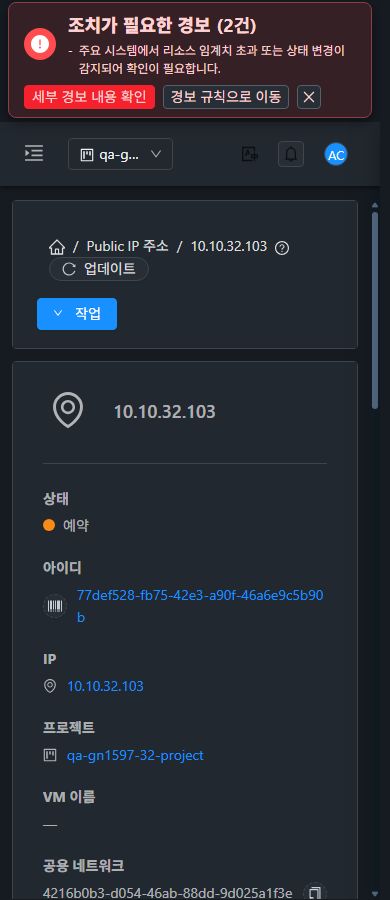 조치가 필요한 경보 (2건)
- 주요 시스템에서 리소스 임계치 초과 또는 상태 변경이
감지되어 확인이 필요합니다.
세부 경보 내용 확인 경보 규칙으로 이동
qa-g... AC
/ Public IP 주소 / 10.10.32.103
업데이트
작업
10.10.32.103
상태
예약
아이디
77def528-fb75-42e3-a90f-46a6e9c5b90
b
IP
10.10.32.103
프로젝트
qa-gn1597-32-project
VM 이름
—
공용 네트워크
4216b0b3-d054-46ab-88dd-9d025a1f3e